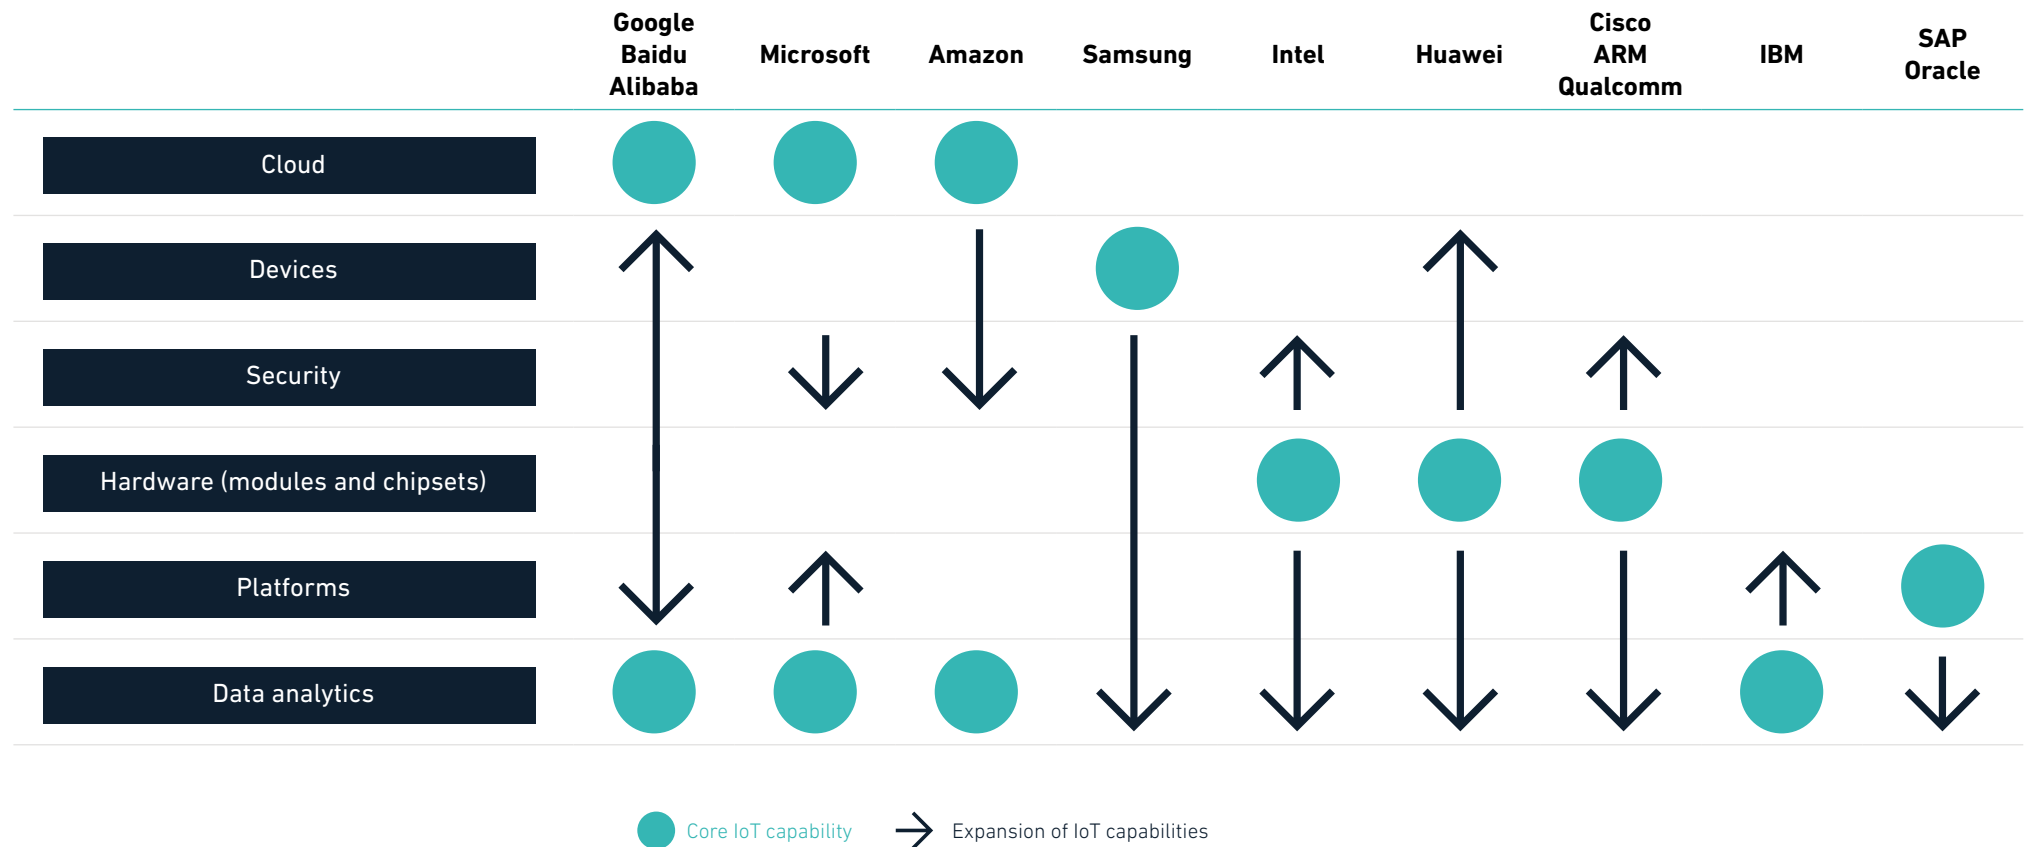 Google
Baidu
Alibaba
Microsoft
Amazon
Samsung
Intel
Huawei
Cisco
ARM
Qualcomm
IBM
SAP
Oracle
Cloud
Devices
Security
Hardware (modules and chipsets)
Platforms
Data analytics
Core IoT capability
Expansion of IoT capabilities